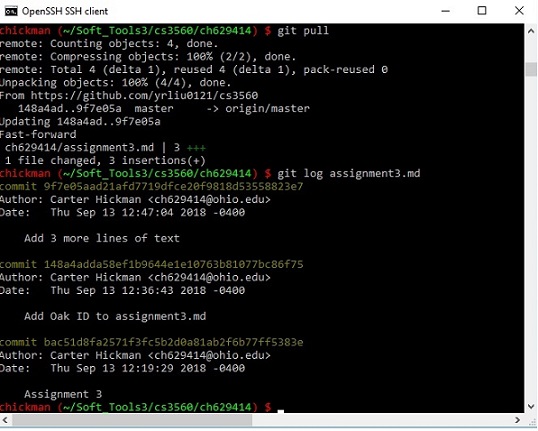 OpenSSH SSH client
chickman (~/Soft_Tools3/cs3560/ch629414) $ git pull
remote: Counting objects: 4, done.
remote: Compressing objects: 100% (2/2), done.
remote: Total 4 (delta 1), reused 4 (delta 1), pack-reused 0
Unpacking objects: 100% (4/4), done.
From https://github.com/yrliu0121/cs3560
   148a4ad..9f7e05a  master     -> origin/master
Updating 148a4ad..9f7e05a
Fast-forward
 ch629414/assignment3.md | 3 +++
 1 file changed, 3 insertions(+)
chickman (~/Soft_Tools3/cs3560/ch629414) $ git log assignment3.md
commit 9f7e05aad21afd7719dfce20f9818d53558823e7
Author: Carter Hickman <ch629414@ohio.edu>
Date:   Thu Sep 13 12:47:04 2018 -0400

    Add 3 more lines of text

commit 148a4adda58ef1b9644e1e10763b81077bc86f75
Author: Carter Hickman <ch629414@ohio.edu>
Date:   Thu Sep 13 12:36:43 2018 -0400

    Add Oak ID to assignment3.md

commit bac51d8fa2571f3fc5b2d0a81ab2f6b77ff5383e
Author: Carter Hickman <ch629414@ohio.edu>
Date:   Thu Sep 13 12:19:29 2018 -0400

    Assignment 3
chickman (~/Soft_Tools3/cs3560/ch629414) $